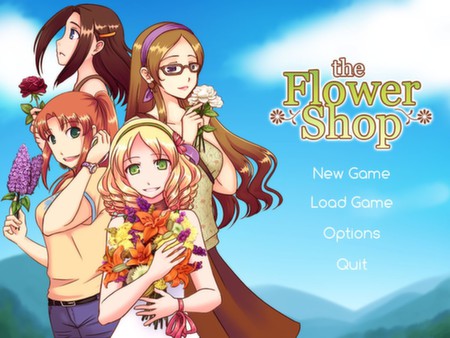 the
Flower
Shop
New Game
Load Game
Options
Quit